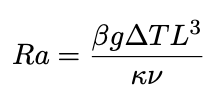 Ra = \frac{\beta g \Delta T L^3}{\kappa \nu}